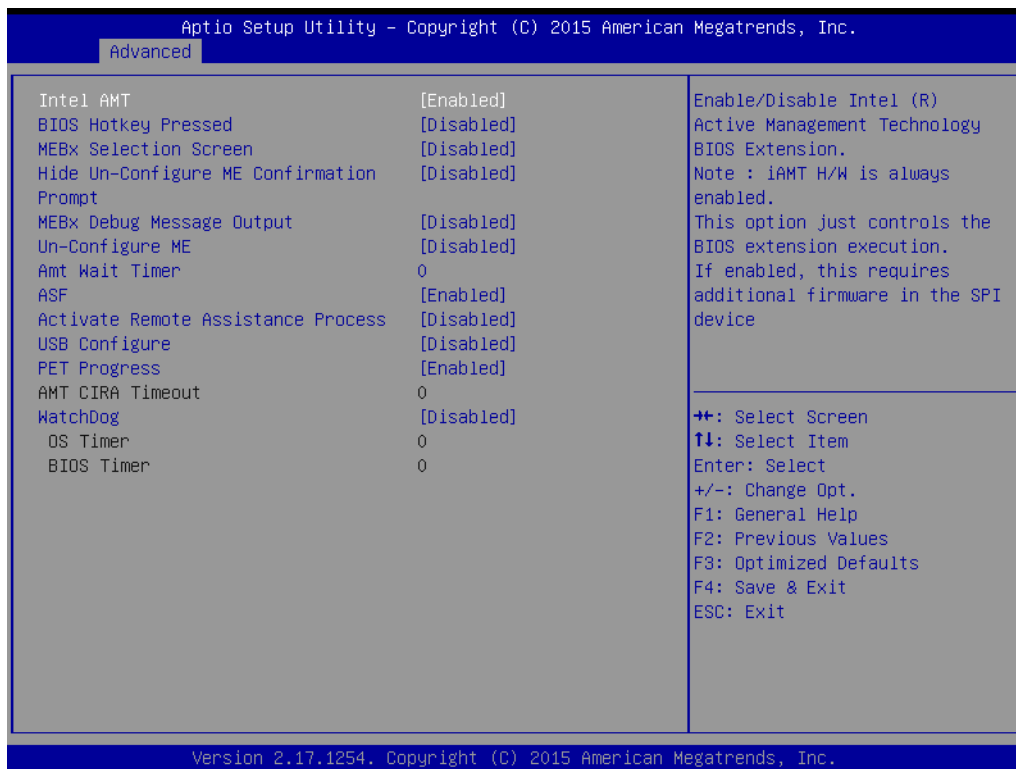 Aptio Setup Utility – Copyright (C) 2015 American Megatrends, Inc.
Advanced
Intel AMT [Enabled]
BIOS Hotkey Pressed [Disabled]
MEBx Selection Screen [Disabled]
Hide Un-Configure ME Confirmation [Disabled]
Prompt
MEBx Debug Message Output [Disabled]
Un-Configure ME [Disabled]
Amt Wait Timer 0
ASF [Enabled]
Activate Remote Assistance Process [Disabled]
USB Configure [Disabled]
PET Progress [Enabled]
AMT CIRA Timeout 0
WatchDog [Disabled]
OS Timer 0
BIOS Timer 0
Enable/Disable Intel (R)
Active Management Technology
BIOS Extension.
Note : iAMT H/W is always
enabled.
This option just controls the
BIOS extension execution.
If enabled, this requires
additional firmware in the SPI
device
→←: Select Screen
↑↓: Select Item
Enter: Select
+/-: Change Opt.
F1: General Help
F2: Previous Values
F3: Optimized Defaults
F4: Save & Exit
ESC: Exit
Version 2.17.1254. Copyright (C) 2015 American Megatrends, Inc.